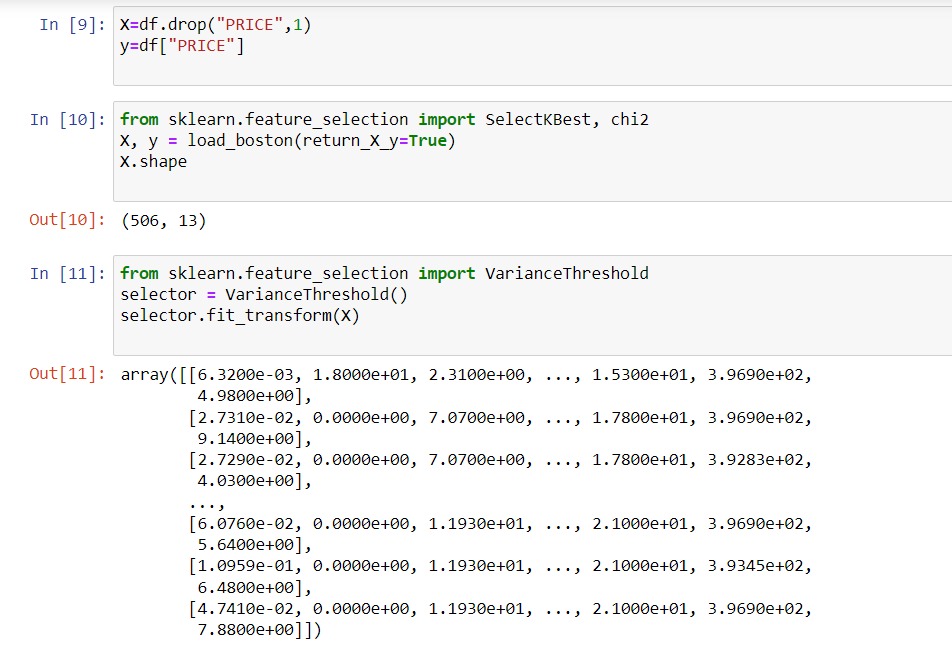 In [9]: X=df.drop("PRICE",1)
y=df["PRICE"]
In [10]: from sklearn.feature_selection import SelectKBest, chi2
X, y = load_boston(return_X_y=True)
X.shape
Out[10]: (506, 13)
In [11]: from sklearn.feature_selection import VarianceThreshold
selector = VarianceThreshold()
selector.fit_transform(X)
Out[11]: array([[6.3200e-03, 1.8000e+01, 2.3100e+00, ..., 1.5300e+01, 3.9690e+02,
4.9800e+00],
[2.7310e-02, 0.0000e+00, 7.0700e+00, ..., 1.7800e+01, 3.9690e+02,
9.1400e+00],
[2.7290e-02, 0.0000e+00, 7.0700e+00, ..., 1.7800e+01, 3.9283e+02,
4.0300e+00],
...,
[6.0760e-02, 0.0000e+00, 1.1930e+01, ..., 2.1000e+01, 3.9690e+02,
5.6400e+00],
[1.0959e-01, 0.0000e+00, 1.1930e+01, ..., 2.1000e+01, 3.9345e+02,
6.4800e+00],
[4.7410e-02, 0.0000e+00, 1.1930e+01, ..., 2.1000e+01, 3.9690e+02,
7.8800e+00]])